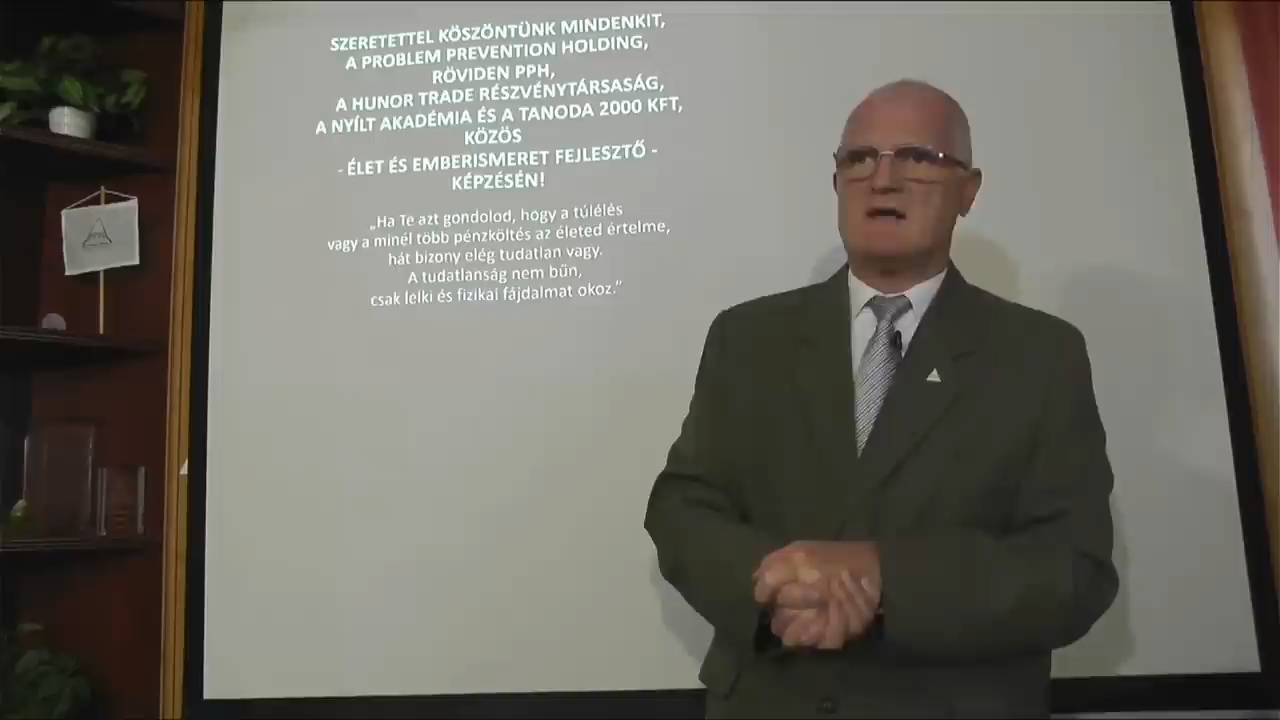 SZERETETTEL KÖSZÖNTÜNK MINDENKIT,
A PROBLEM PREVENTION HOLDING,
RÖVIDEN PPH,
A HUNOR TRADE RÉSZVÉNYTÁRSASÁG,
A NYÍLT AKADÉMIA ÉS A TANODA 2000 KFT,
KÖZÖS
- ÉLET ÉS EMBERISMERET FEJLESZTŐ -
KÉPZÉSÉN!
„Ha Te azt gondolod, hogy a túlélés
vagy a minél több pénzköltés az életed értelme,
hát bizony elég tudatlan vagy.
A tudatlanság nem bűn,
csak lelki és fizikai fájdalmat okoz.”